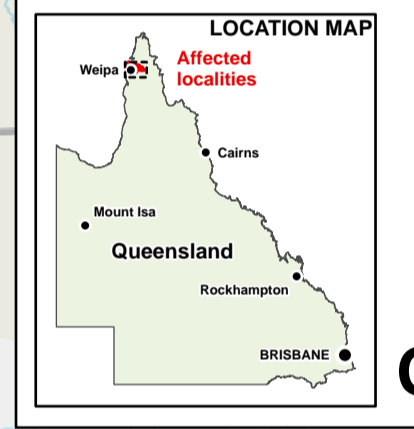 LOCATION MAP
Weipa
Affected
localities
Cairns
Mount Isa
Queensland
Rockhampton
BRISBANE